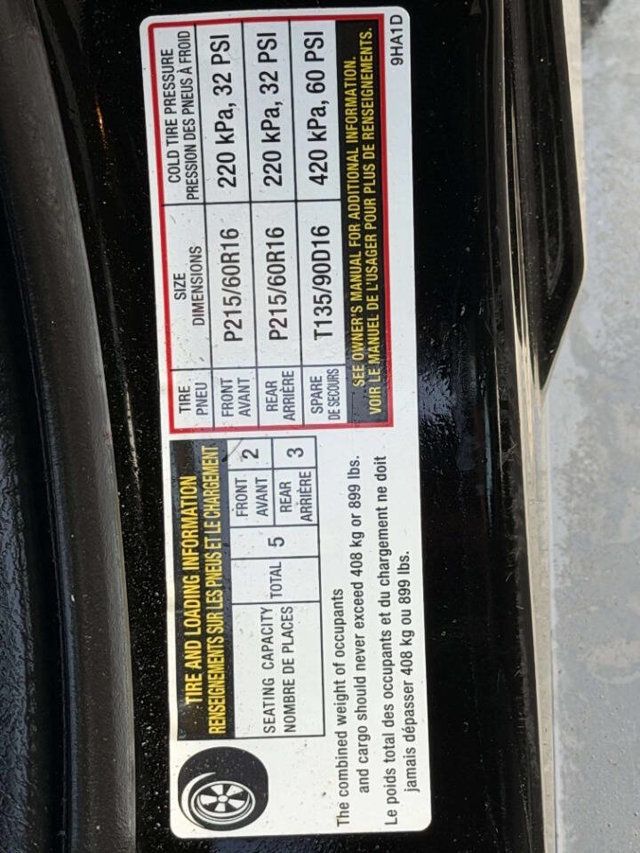 TIRE AND LOADING INFORMATION
RENSEIGNEMENTS SUR LES PNEUS ET LE CHARGEMENT
SEATING CAPACITY
NOMBRE DE PLACES
TOTAL 5
FRONT
AVANT
2
REAR
ARRIÈRE
3
The combined weight of occupants
and cargo should never exceed 408 kg or 899 lbs.
Le poids total des occupants et du chargement ne doit
jamais dépasser 408 kg ou 899 lbs.
TIRE
PNEU
SIZE
DIMENSIONS
COLD TIRE PRESSURE
PRESSION DES PNEUS À FROID
FRONT
AVANT
P215/60R16
220 kPa, 32 PSI
REAR
ARRIÈRE
P215/60R16
220 kPa, 32 PSI
SPARE
DE SECOURS
T135/90D16
420 kPa, 60 PSI
SEE OWNER'S MANUAL FOR ADDITIONAL INFORMATION.
VOIR LE MANUEL DE L'USAGER POUR PLUS DE RENSEIGNEMENTS.
9HA1D